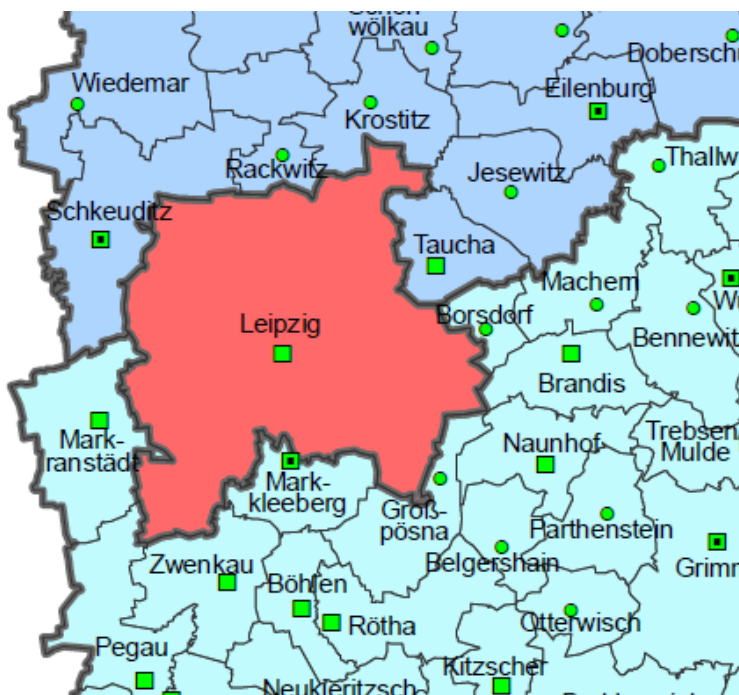 wölkau
Wiedemar
Doberschü
Eilenburg
Krostitz
Rackwitz
Jesewitz
Thallw
Schkeuditz
Taucha
Machern
Borsdorf
Leipzig
Bennewitz
Brandis
Mark-
ranstädt
Naunhof
Trebsen/
Mulde
Mark-
kleeberg
Groß-
pösna
Parthenstein
Belgershain
Grimm
Zwenkau
Böhlen
Rötha
Otterwisch
Pegau
Kitzscher
Neukieritzsch